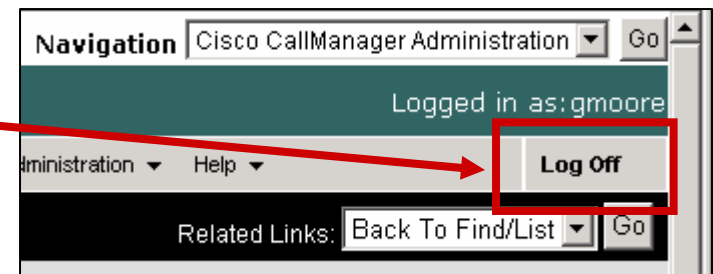 Navigation Cisco CallManager Administration Go
Logged in as:gmoore
dministration Help Log Off
Related Links: Back To Find/List Go